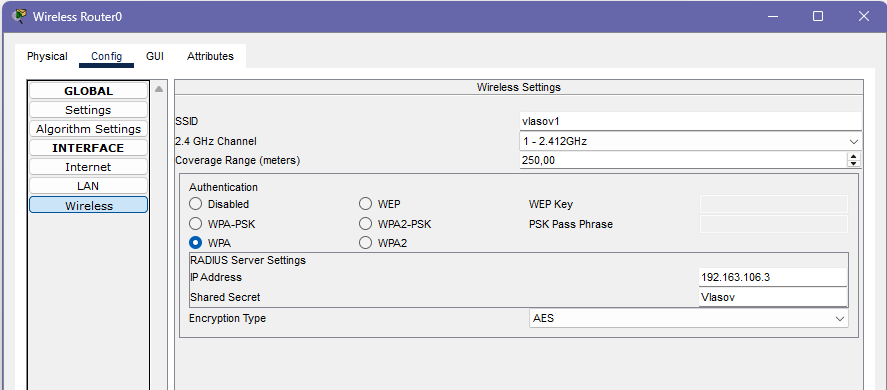 Wireless Router0
Physical Config GUI Attributes
GLOBAL
Settings
Algorithm Settings
INTERFACE
Internet
LAN
Wireless
Wireless Settings
SSID vlasov1
2.4 GHz Channel 1 - 2.412GHz
Coverage Range (meters) 250,00
Authentication
Disabled WEP WEP Key
WPA-PSK WPA2-PSK PSK Pass Phrase
WPA WPA2
RADIUS Server Settings
IP Address 192.163.106.3
Shared Secret Vlasov
Encryption Type AES